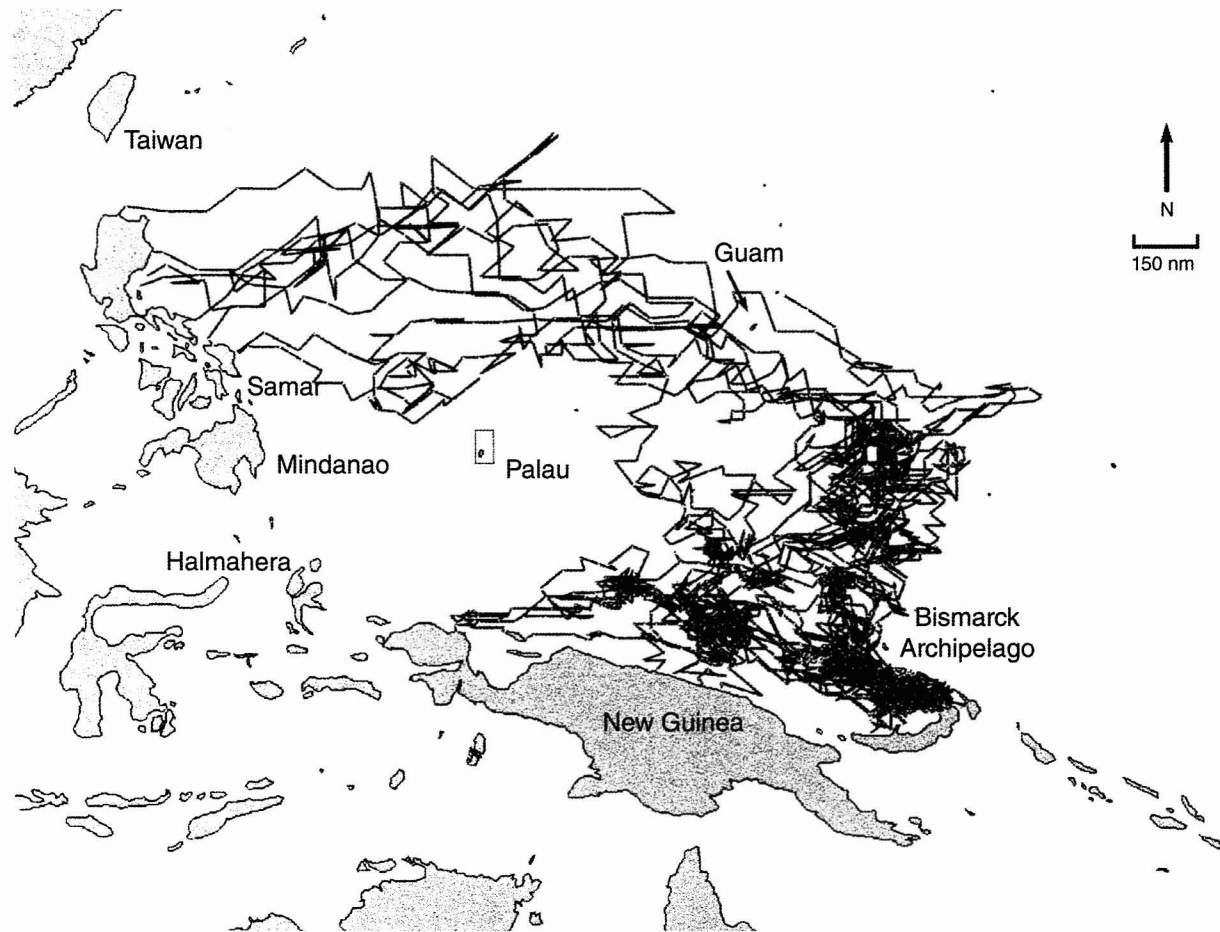 Taiwan
N
150 nm
Guam
Samar
Mindanao
Palau
Halmahera
Bismarck
Archipelago
New Guinea